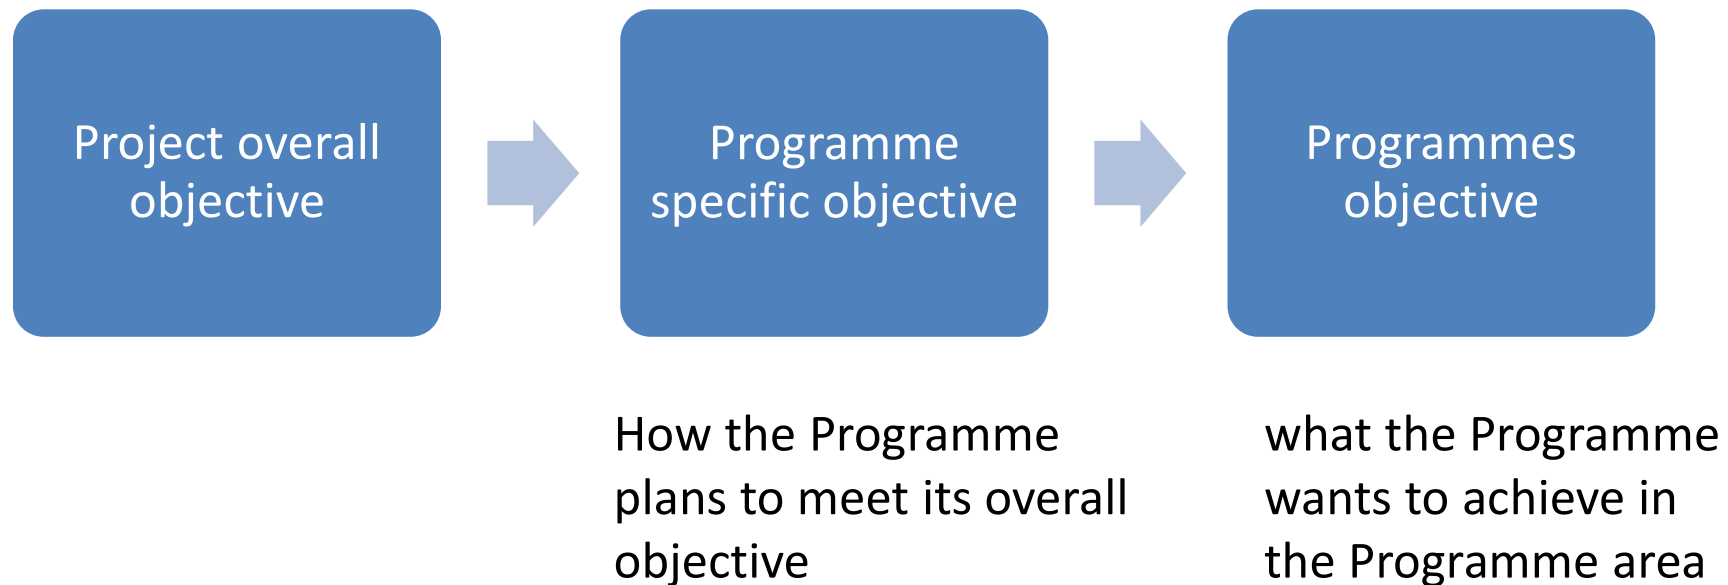 Project overall
objective
Programme
specific objective
Programmes
objective
How the Programme
plans to meet its overall
objective
what the Programme
wants to achieve in
the Programme area